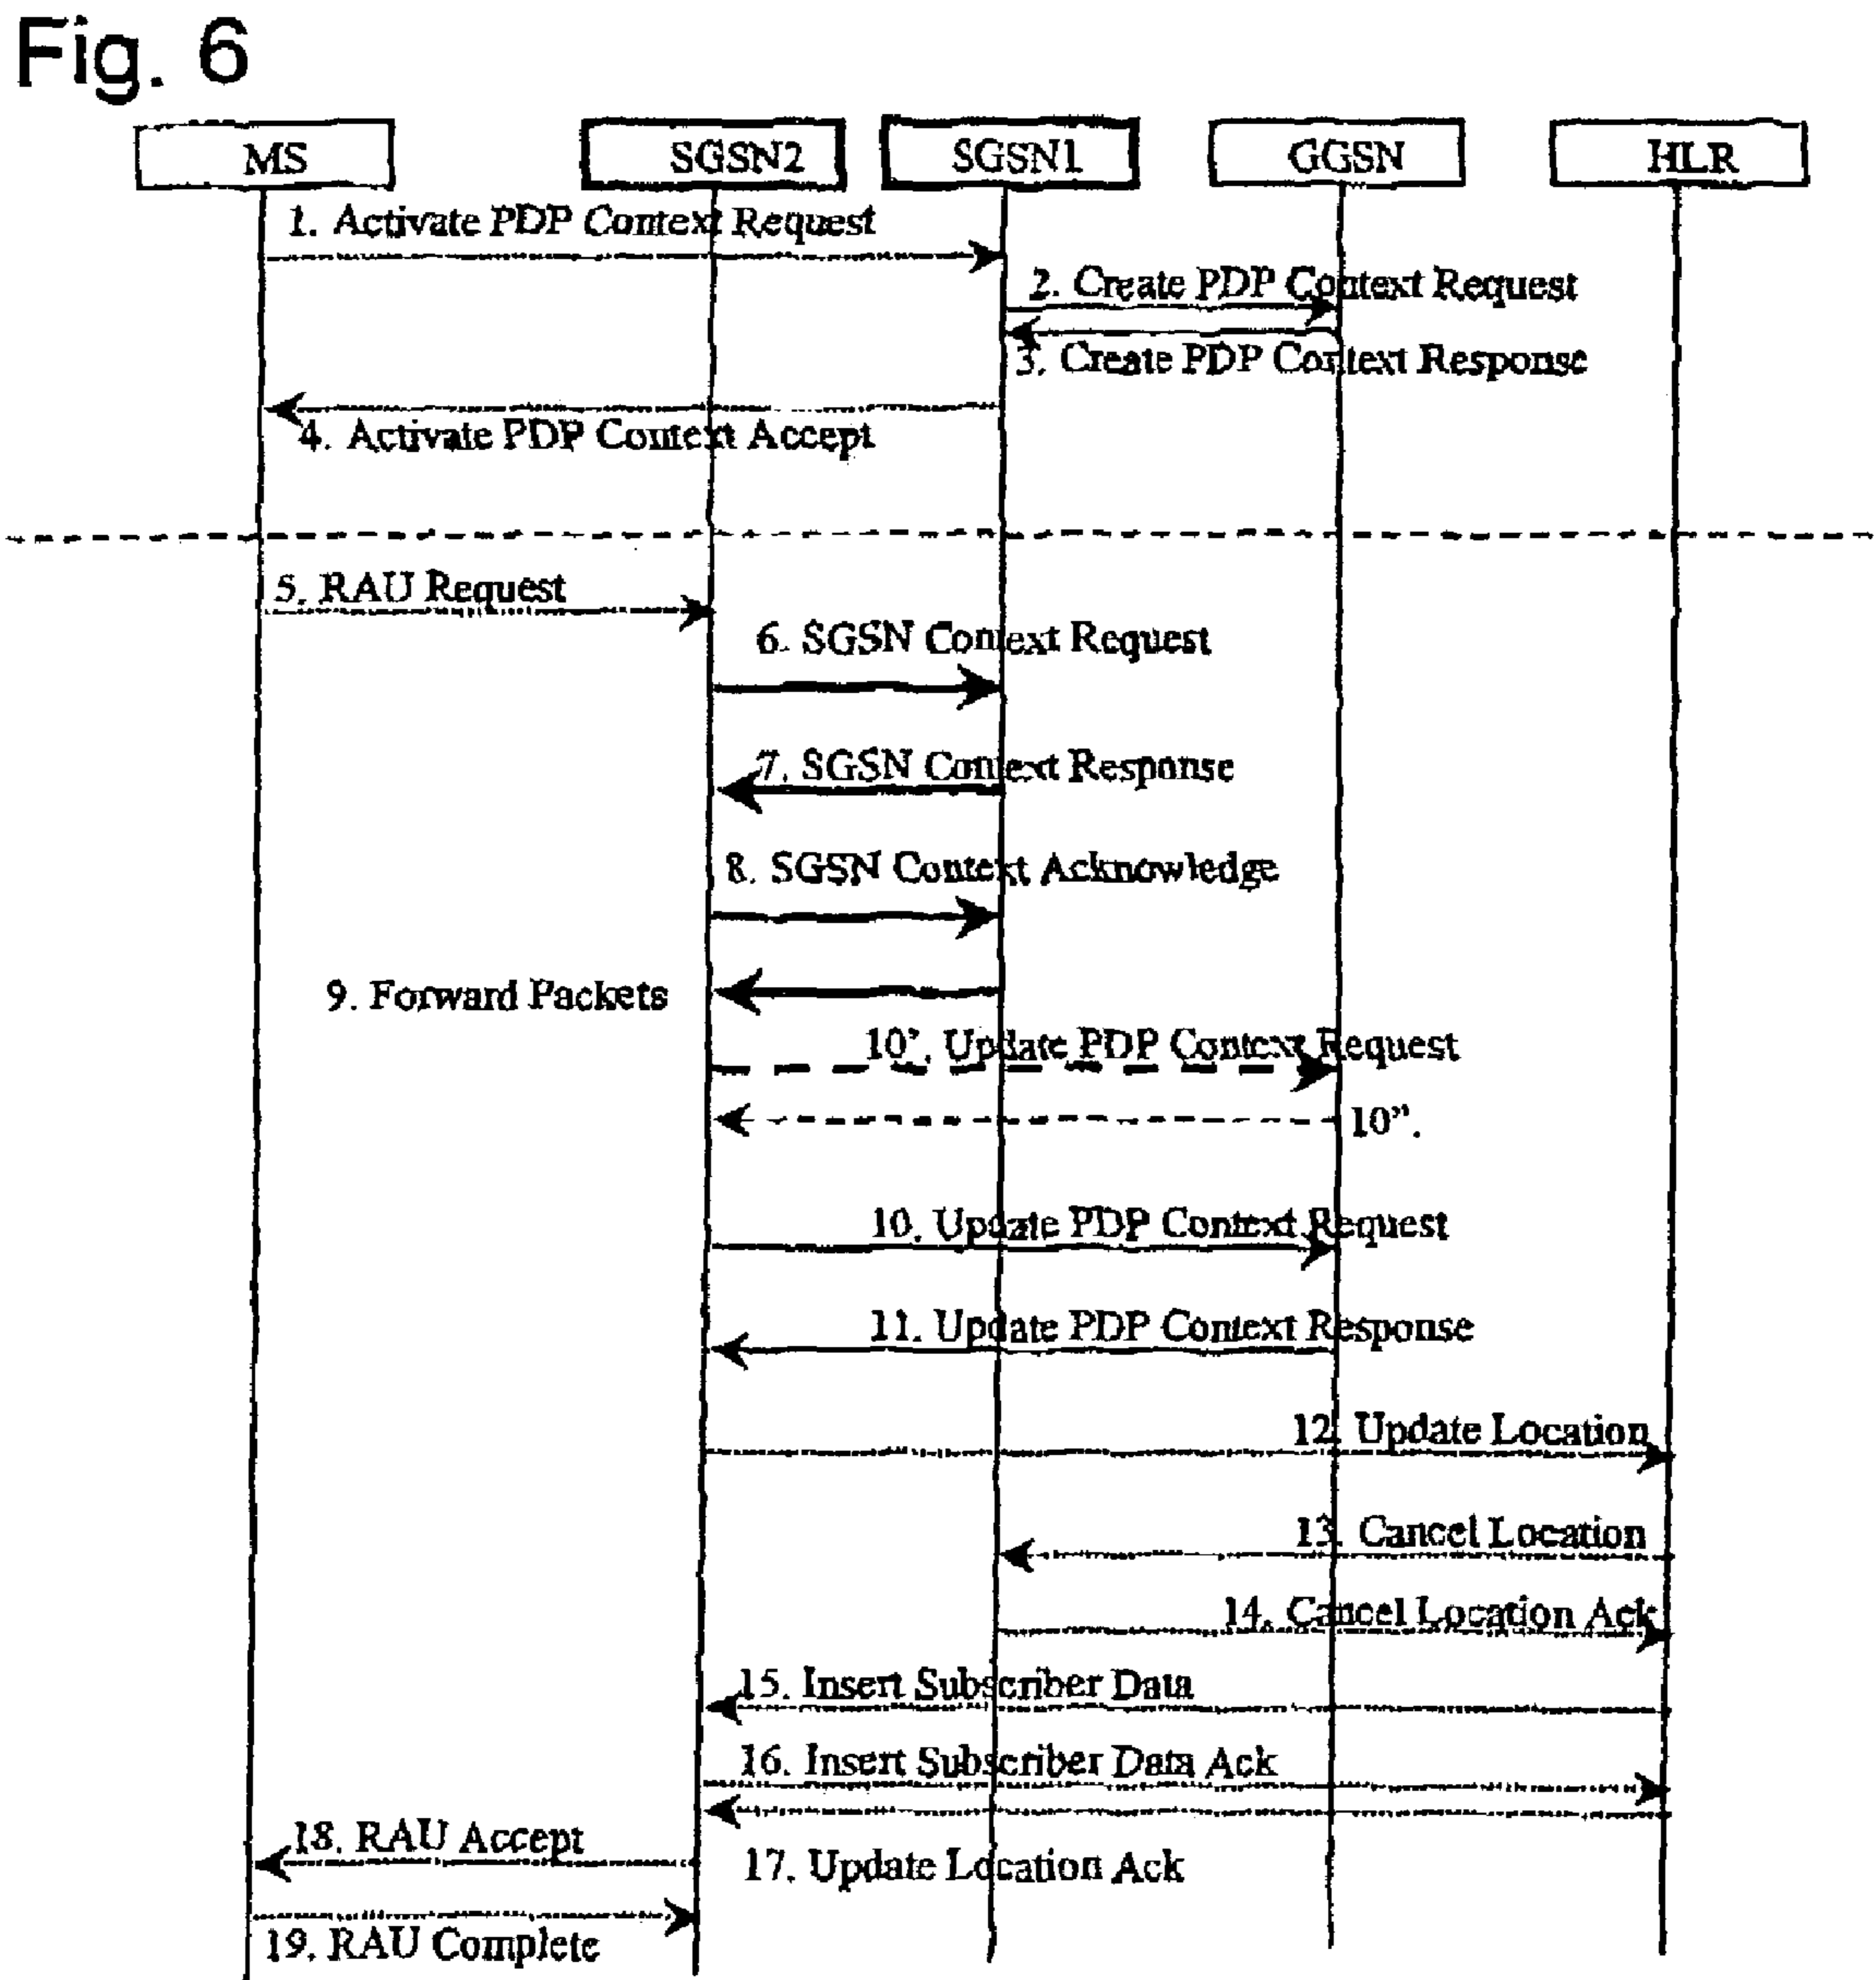 Fig. 6
MS SGSN2 SGSN1 GGSN HLR
1. Activate PDP Context Request
2. Create PDP Context Request
3. Create PDP Context Response
4. Activate PDP Context Accept
5. RAU Request
6. SGSN Context Request
7. SGSN Context Response
8. SGSN Context Acknowledge
9. Forward Packets
10'. Update PDP Context Request
10".
10. Update PDP Context Request
11. Update PDP Context Response
12. Update Location
13. Cancel Location
14. Cancel Location Ack
15. Insert Subscriber Data
16. Insert Subscriber Data Ack
18. RAU Accept
17. Update Location Ack
19. RAU Complete